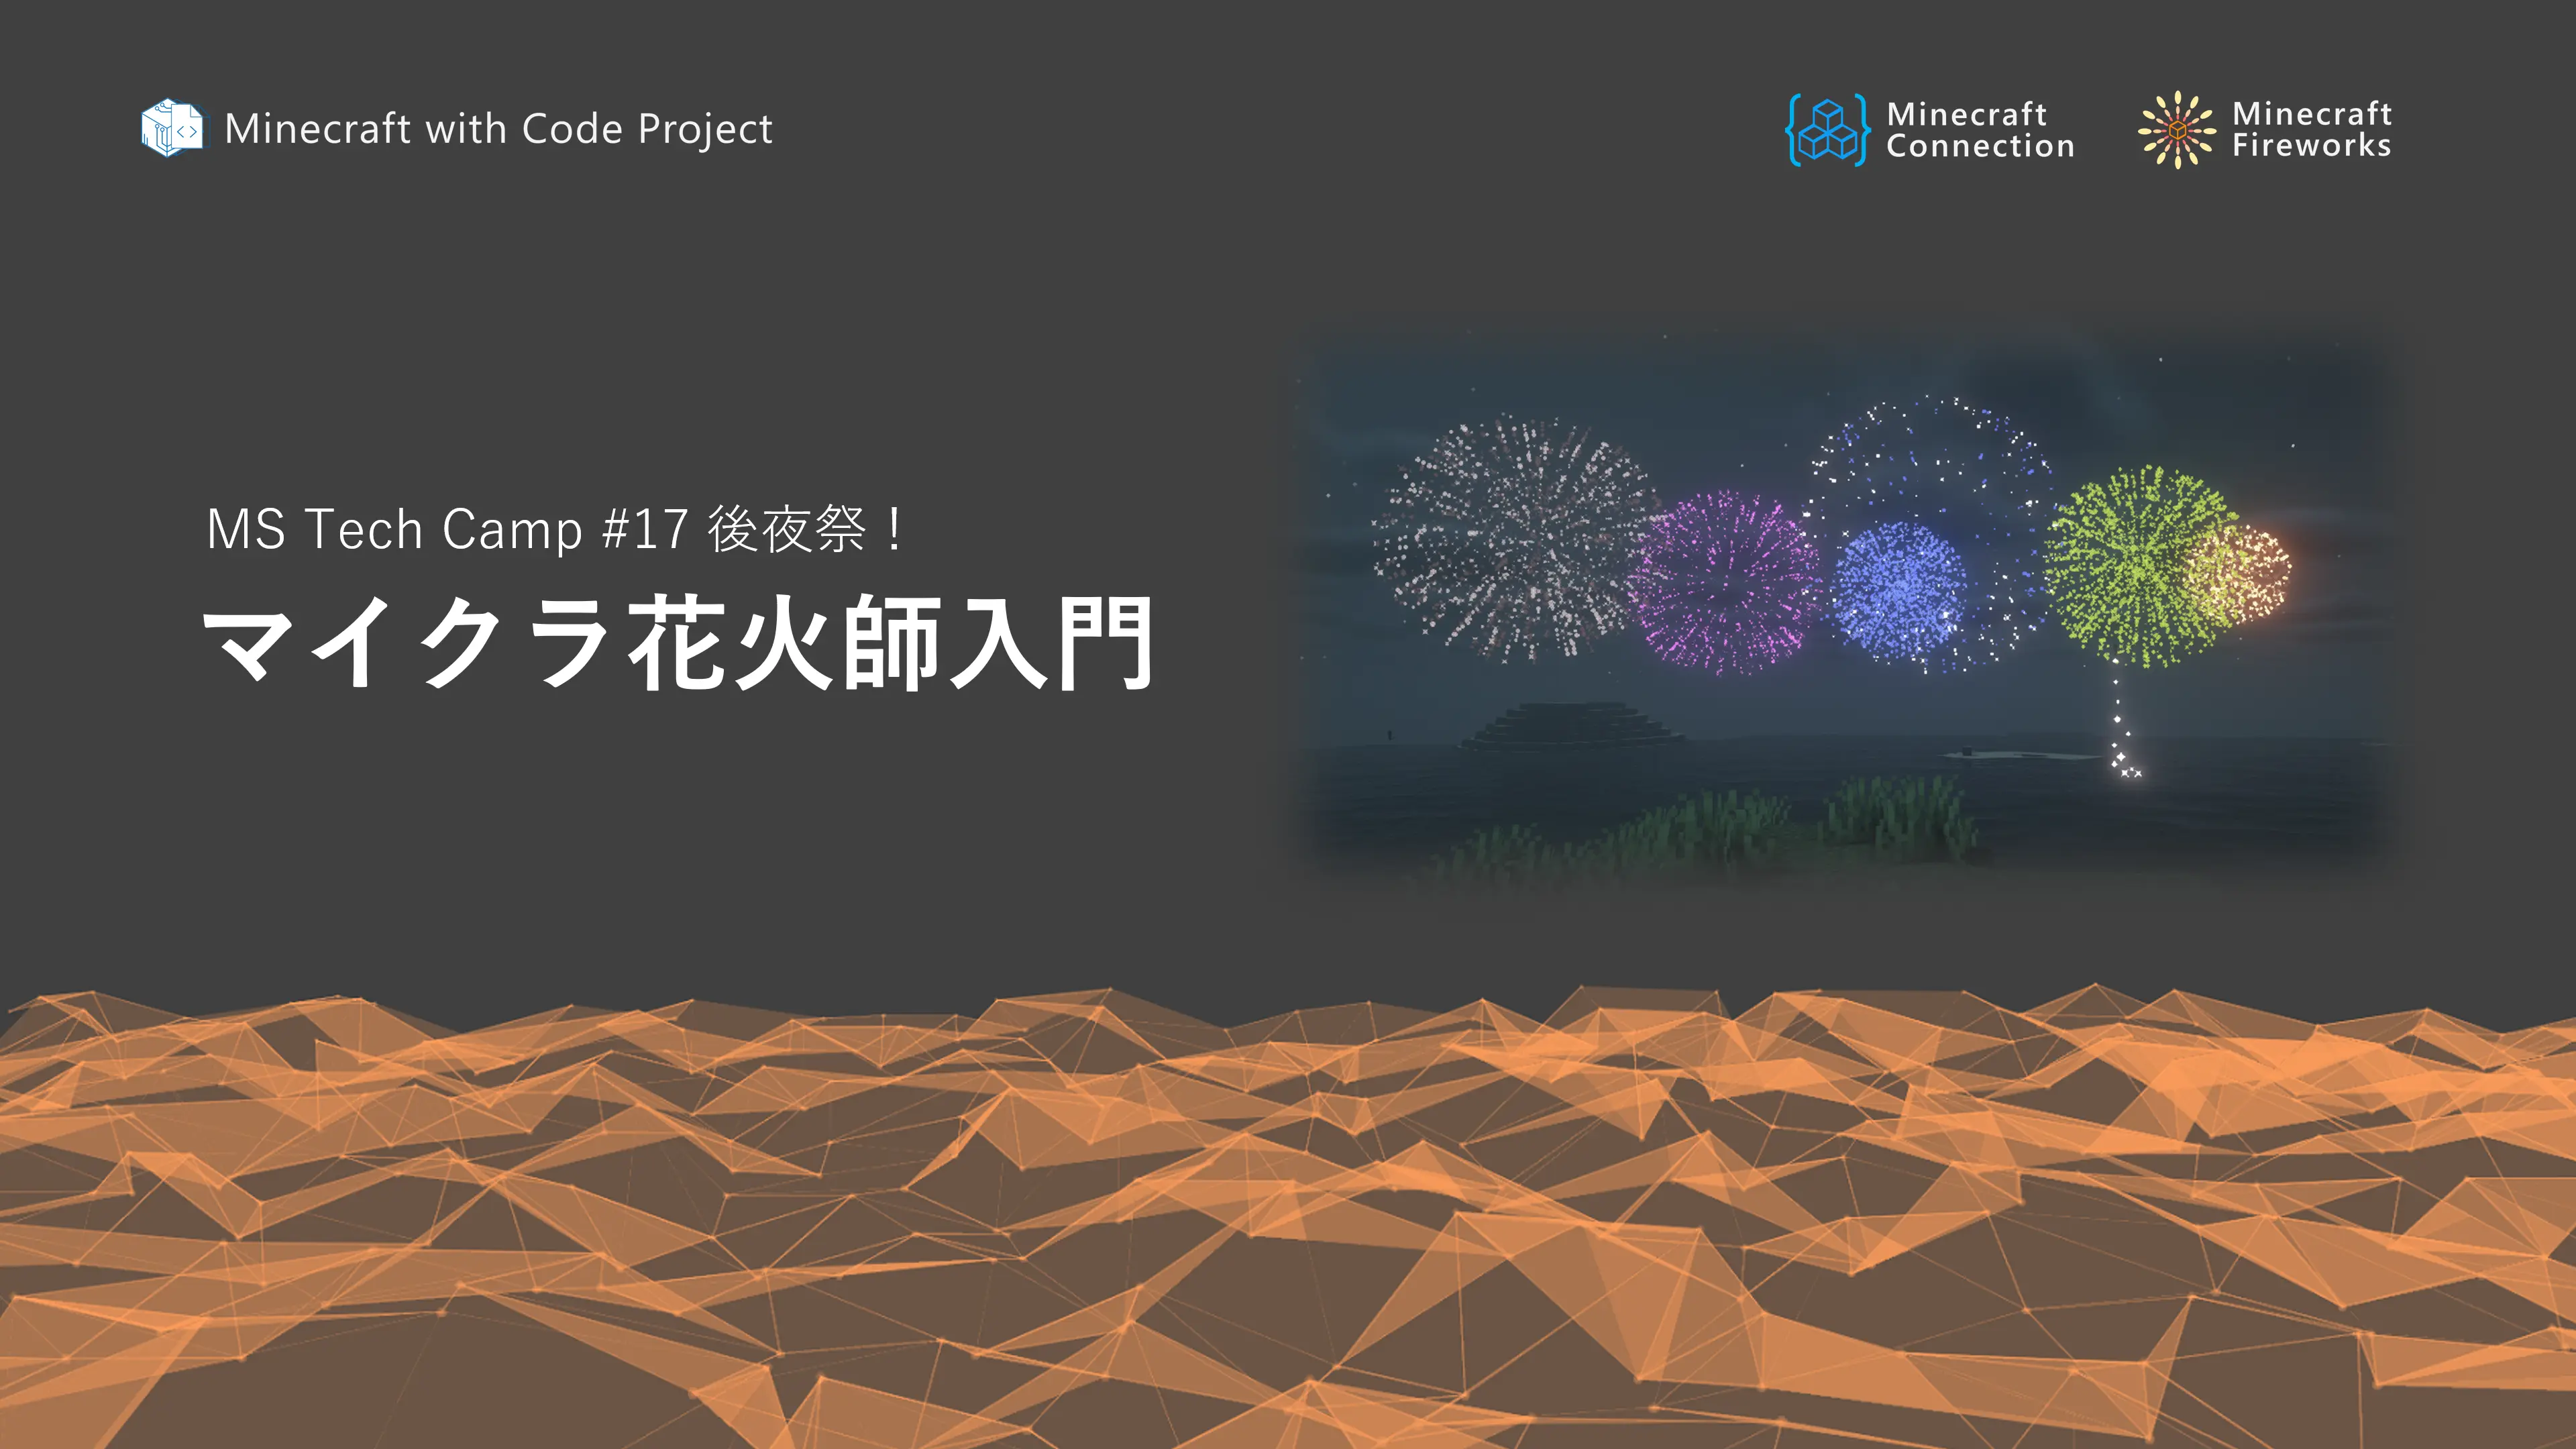 Minecraft with Code Project
Minecraft
Connection
Minecraft
Fireworks
MS Tech Camp #17 後夜祭！
マイクラ花火師入門